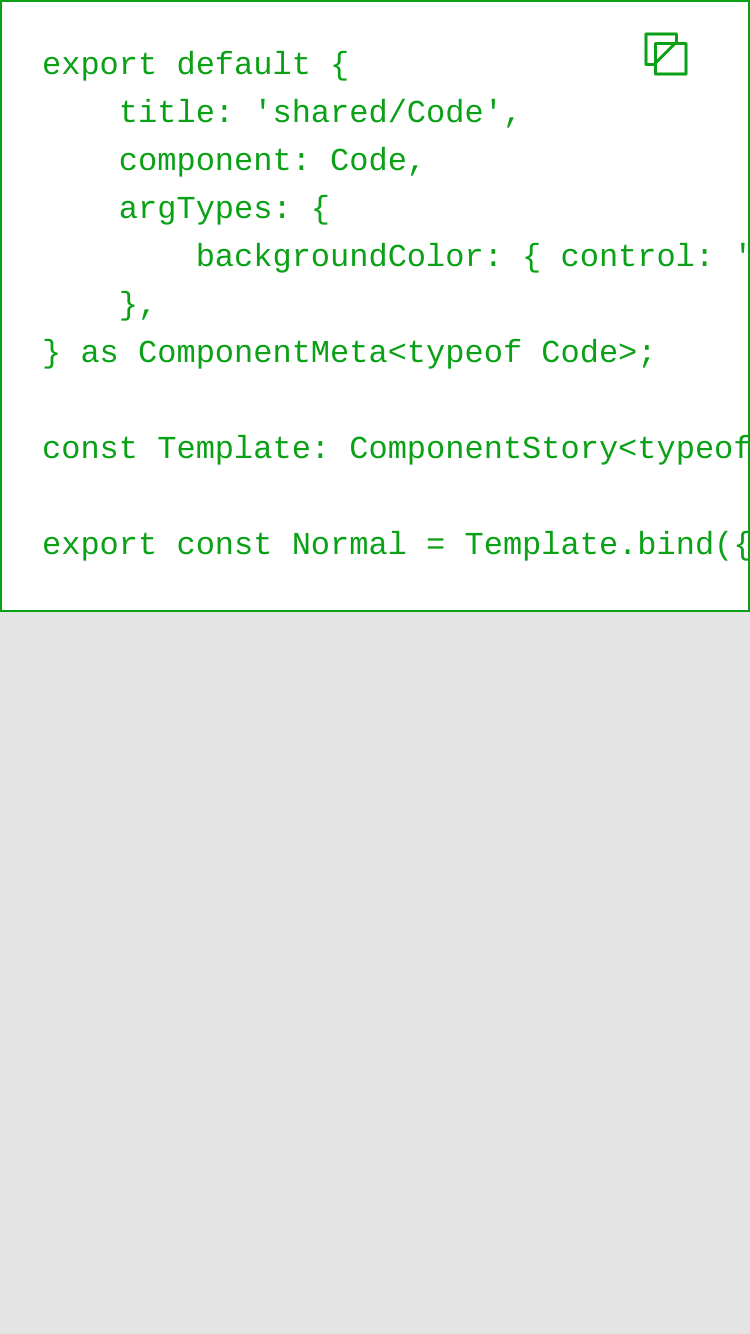 export default {
    title: 'shared/Code',
    component: Code,
    argTypes: {
        backgroundColor: { control: '
    },
} as ComponentMeta<typeof Code>;

const Template: ComponentStory<typeof

export const Normal = Template.bind({